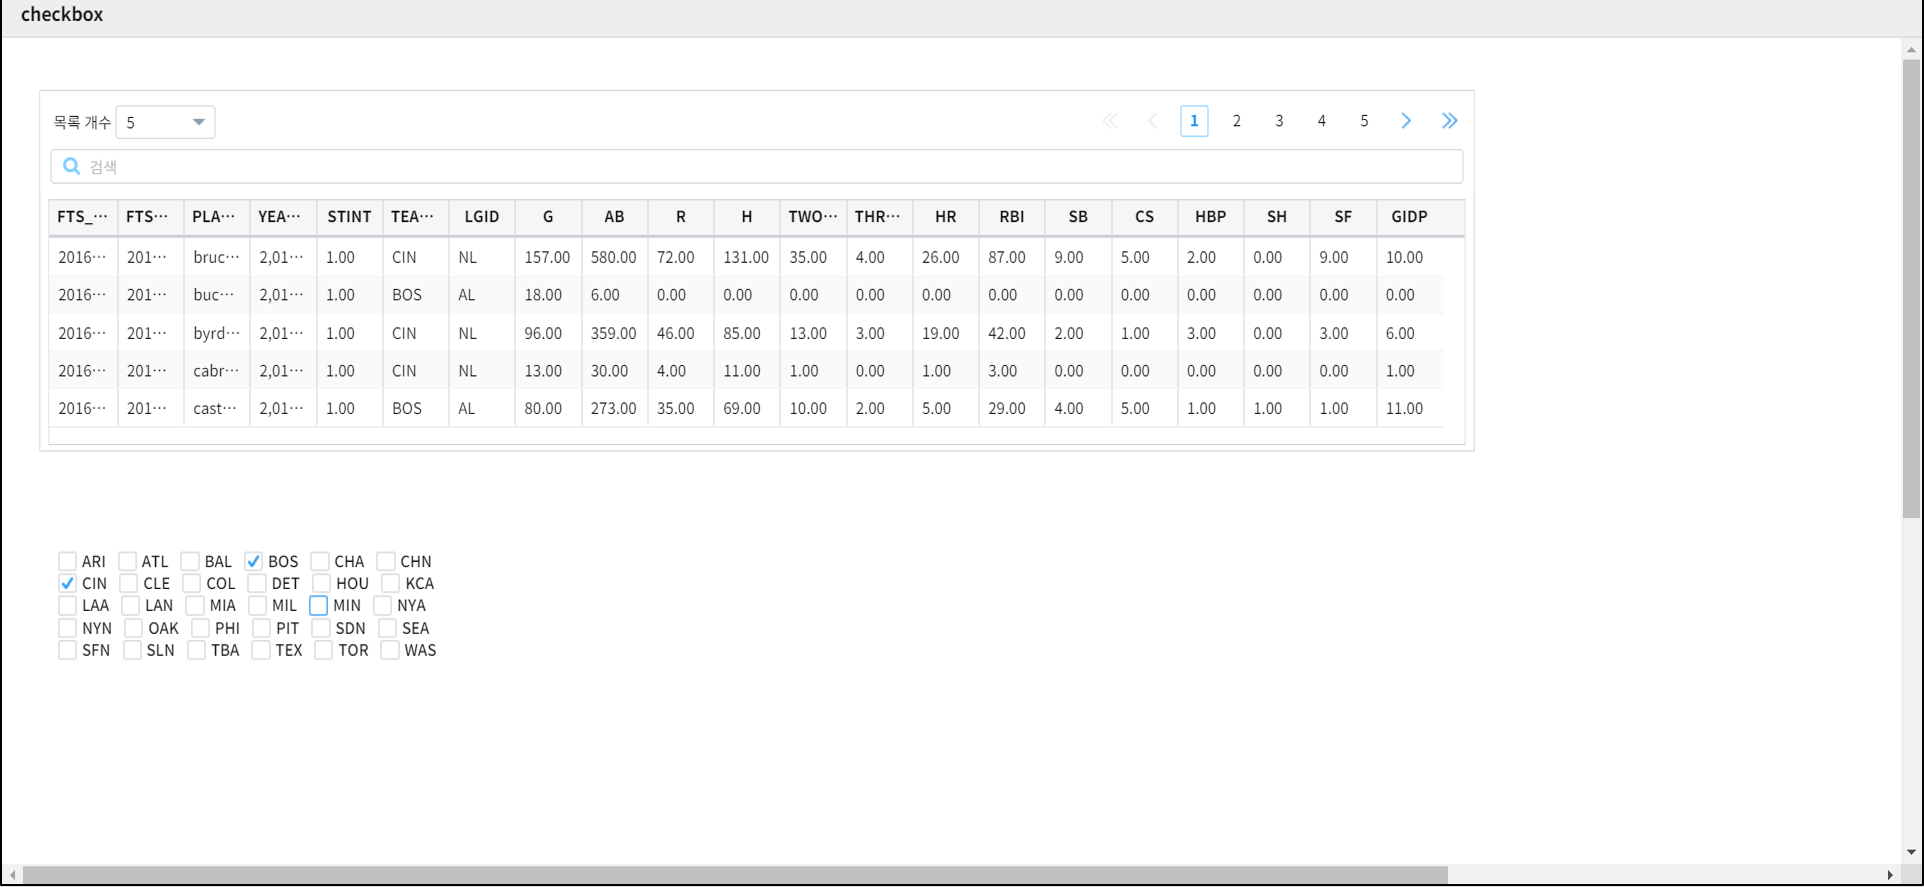 checkbox
목록 개수 5 1 2 3 4 5
검색
FTS_··· FTS··· PLA··· YEA··· STINT TEA··· LGID G AB R H TWO··· THR··· HR RBI SB CS HBP SH SF GIDP
2016··· 201··· bruc··· 2,01··· 1.00 CIN NL 157.00 580.00 72.00 131.00 35.00 4.00 26.00 87.00 9.00 5.00 2.00 0.00 9.00 10.00
2016··· 201··· buc··· 2,01··· 1.00 BOS AL 18.00 6.00 0.00 0.00 0.00 0.00 0.00 0.00 0.00 0.00 0.00 0.00 0.00 0.00
2016··· 201··· byrd··· 2,01··· 1.00 CIN NL 96.00 359.00 46.00 85.00 13.00 3.00 19.00 42.00 2.00 1.00 3.00 0.00 3.00 6.00
2016··· 201··· cabr··· 2,01··· 1.00 CIN NL 13.00 30.00 4.00 11.00 1.00 0.00 1.00 3.00 0.00 0.00 0.00 0.00 0.00 1.00
2016··· 201··· cast··· 2,01··· 1.00 BOS AL 80.00 273.00 35.00 69.00 10.00 2.00 5.00 29.00 4.00 5.00 1.00 1.00 1.00 11.00
ARI ATL BAL BOS CHA CHN
CIN CLE COL DET HOU KCA
LAA LAN MIA MIL MIN NYA
NYN OAK PHI PIT SDN SEA
SFN SLN TBA TEX TOR WAS